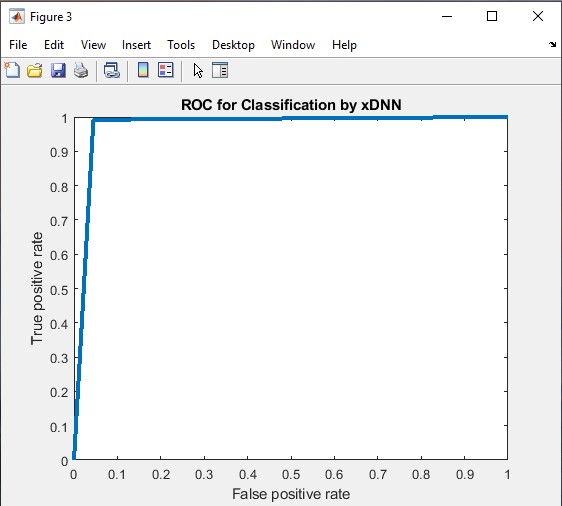 Figure 3
File Edit View Insert Tools Desktop Window Help
ROC for Classification by xDNN
1
0.9
0.8
0.7
0.6
0.5
0.4
0.3
0.2
0.1
0
True positive rate
0 0.1 0.2 0.3 0.4 0.5 0.6 0.7 0.8 0.9 1
False positive rate